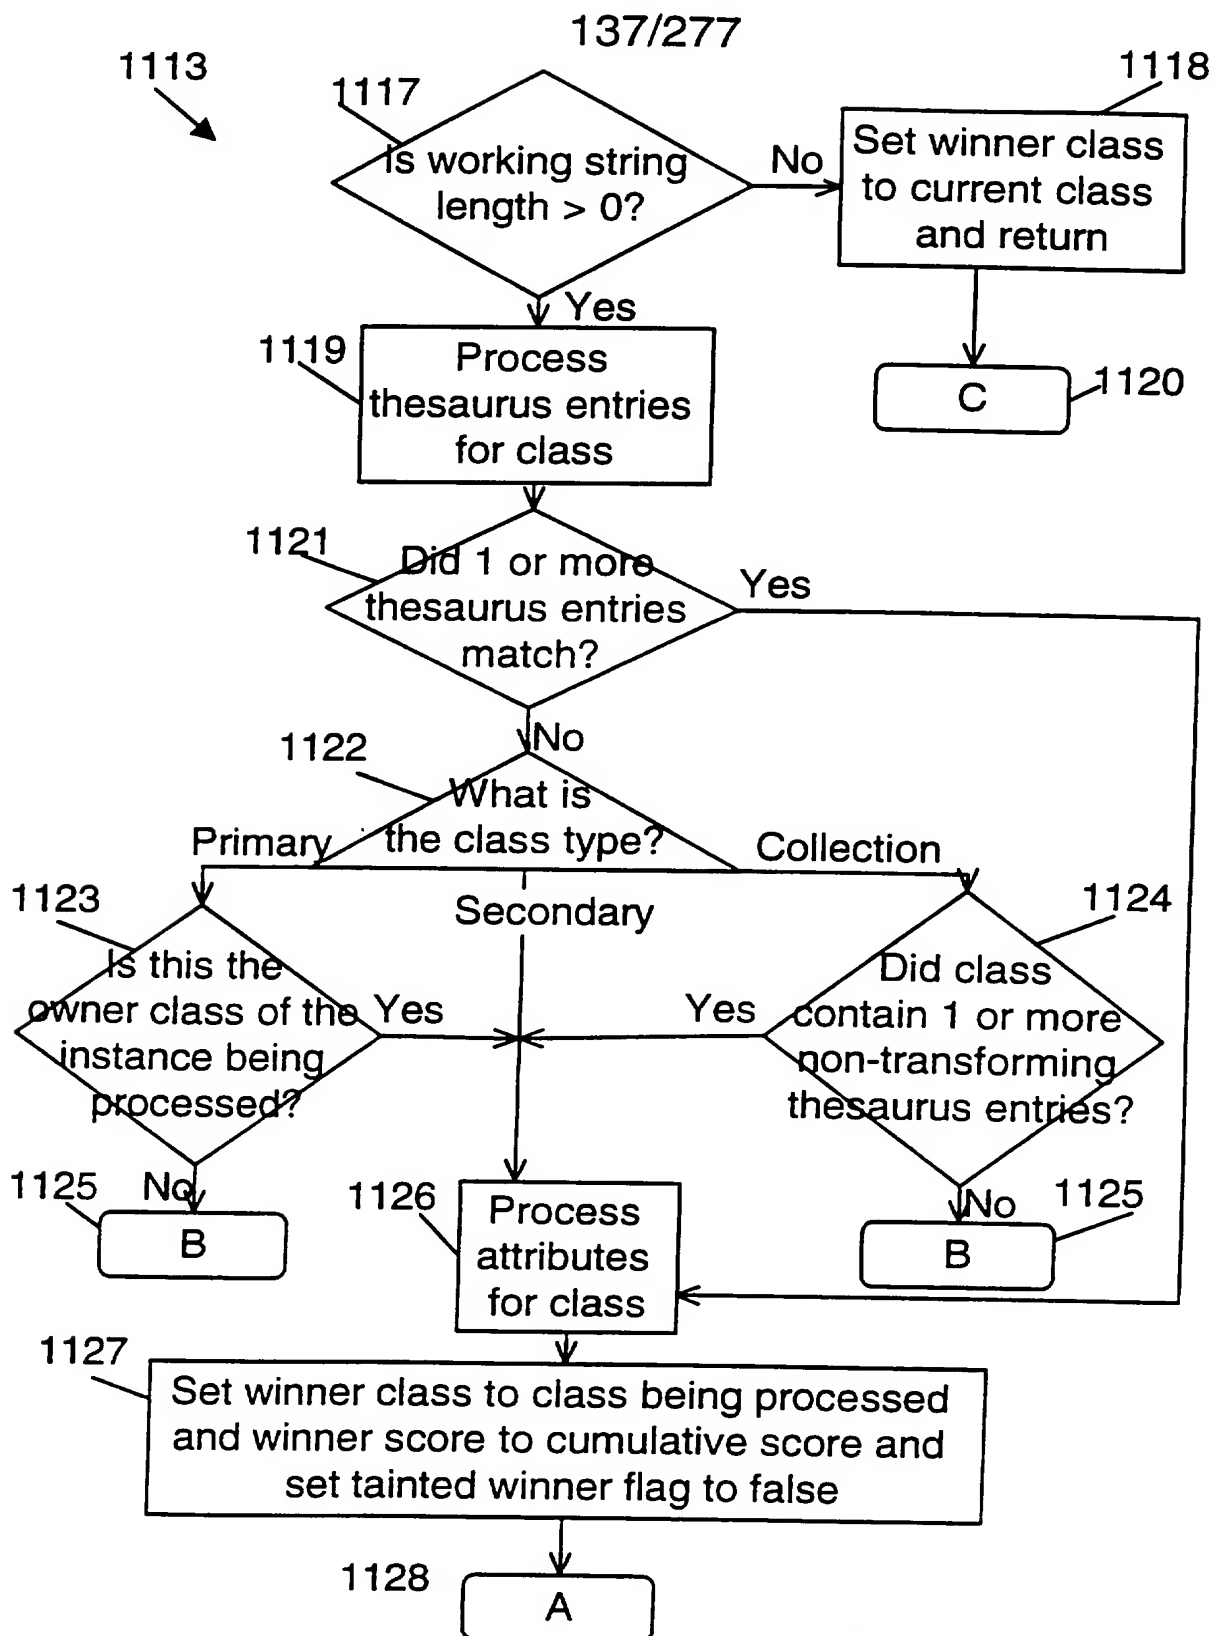 137/277
1113
1117
1118
Is working string
length > 0?
No
Set winner class
to current class
and return
Yes
1119
Process
thesaurus entries
for class
C
1120
1121
Did 1 or more
thesaurus entries
match?
Yes
No
1122
What is
the class type?
Primary
Collection
Secondary
1123
1124
Is this the
owner class of the
instance being
processed?
Yes
Yes
Did class
contain 1 or more
non-transforming
thesaurus entries?
1125
No
B
1126
Process
attributes
for class
No
1125
B
1127
Set winner class to class being processed
and winner score to cumulative score and
set tainted winner flag to false
1128
A